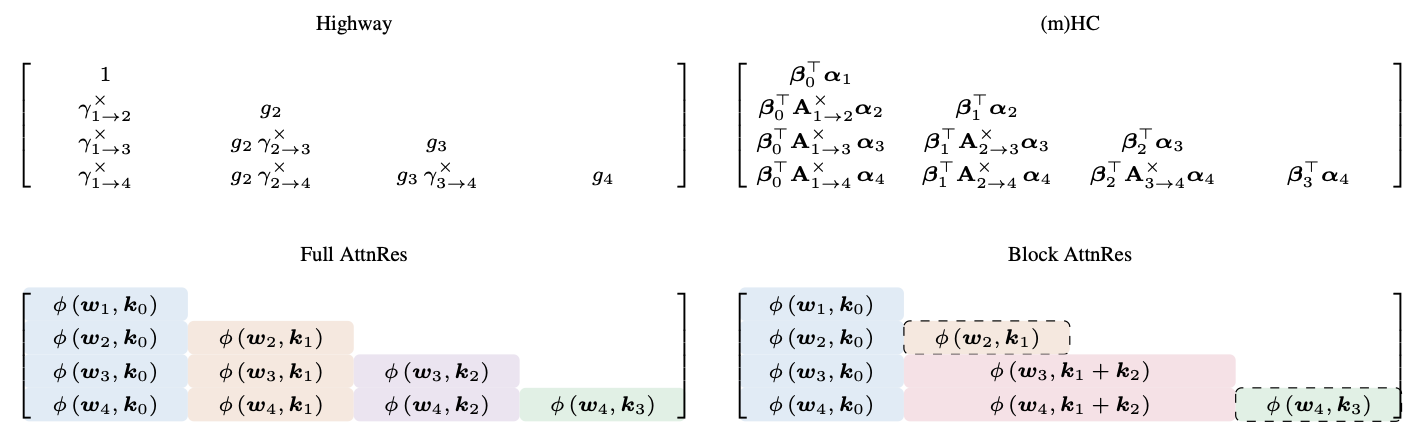 Highway
1
γ^×_{1→2} g_2
γ^×_{1→3} g_2 γ^×_{2→3} g_3
γ^×_{1→4} g_2 γ^×_{2→4} g_3 γ^×_{3→4} g_4
(m)HC
β_0^⊤ α_1
β_0^⊤ A^×_{1→2} α_2 β_1^⊤ α_2
β_0^⊤ A^×_{1→3} α_3 β_1^⊤ A^×_{2→3} α_3 β_2^⊤ α_3
β_0^⊤ A^×_{1→4} α_4 β_1^⊤ A^×_{2→4} α_4 β_2^⊤ A^×_{3→4} α_4 β_3^⊤ α_4
Full AttnRes
ϕ (w_1, k_0)
ϕ (w_2, k_0) ϕ (w_2, k_1)
ϕ (w_3, k_0) ϕ (w_3, k_1) ϕ (w_3, k_2)
ϕ (w_4, k_0) ϕ (w_4, k_1) ϕ (w_4, k_2) ϕ (w_4, k_3)
Block AttnRes
ϕ (w_1, k_0)
ϕ (w_2, k_0) ϕ (w_2, k_1)
ϕ (w_3, k_0) ϕ (w_3, k_1 + k_2)
ϕ (w_4, k_0) ϕ (w_4, k_1 + k_2) ϕ (w_4, k_3)